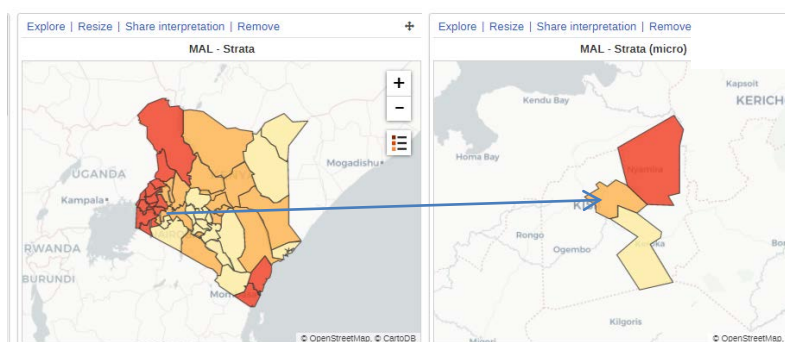 Explore | Resize | Share interpretation | Remove
MAL - Strata
+
−
UGANDA
Kampala
Mogadishu
RWANDA
BURUNDI
© OpenStreetMap, © CartoDB
Explore | Resize | Share interpretation | Remove
MAL - Strata (micro)
Kapsoit
KERICH
Kendu Bay
Homa Bay
Rongo
Ogembo
Kilgoris
© OpenStreetMap, © CartoDB